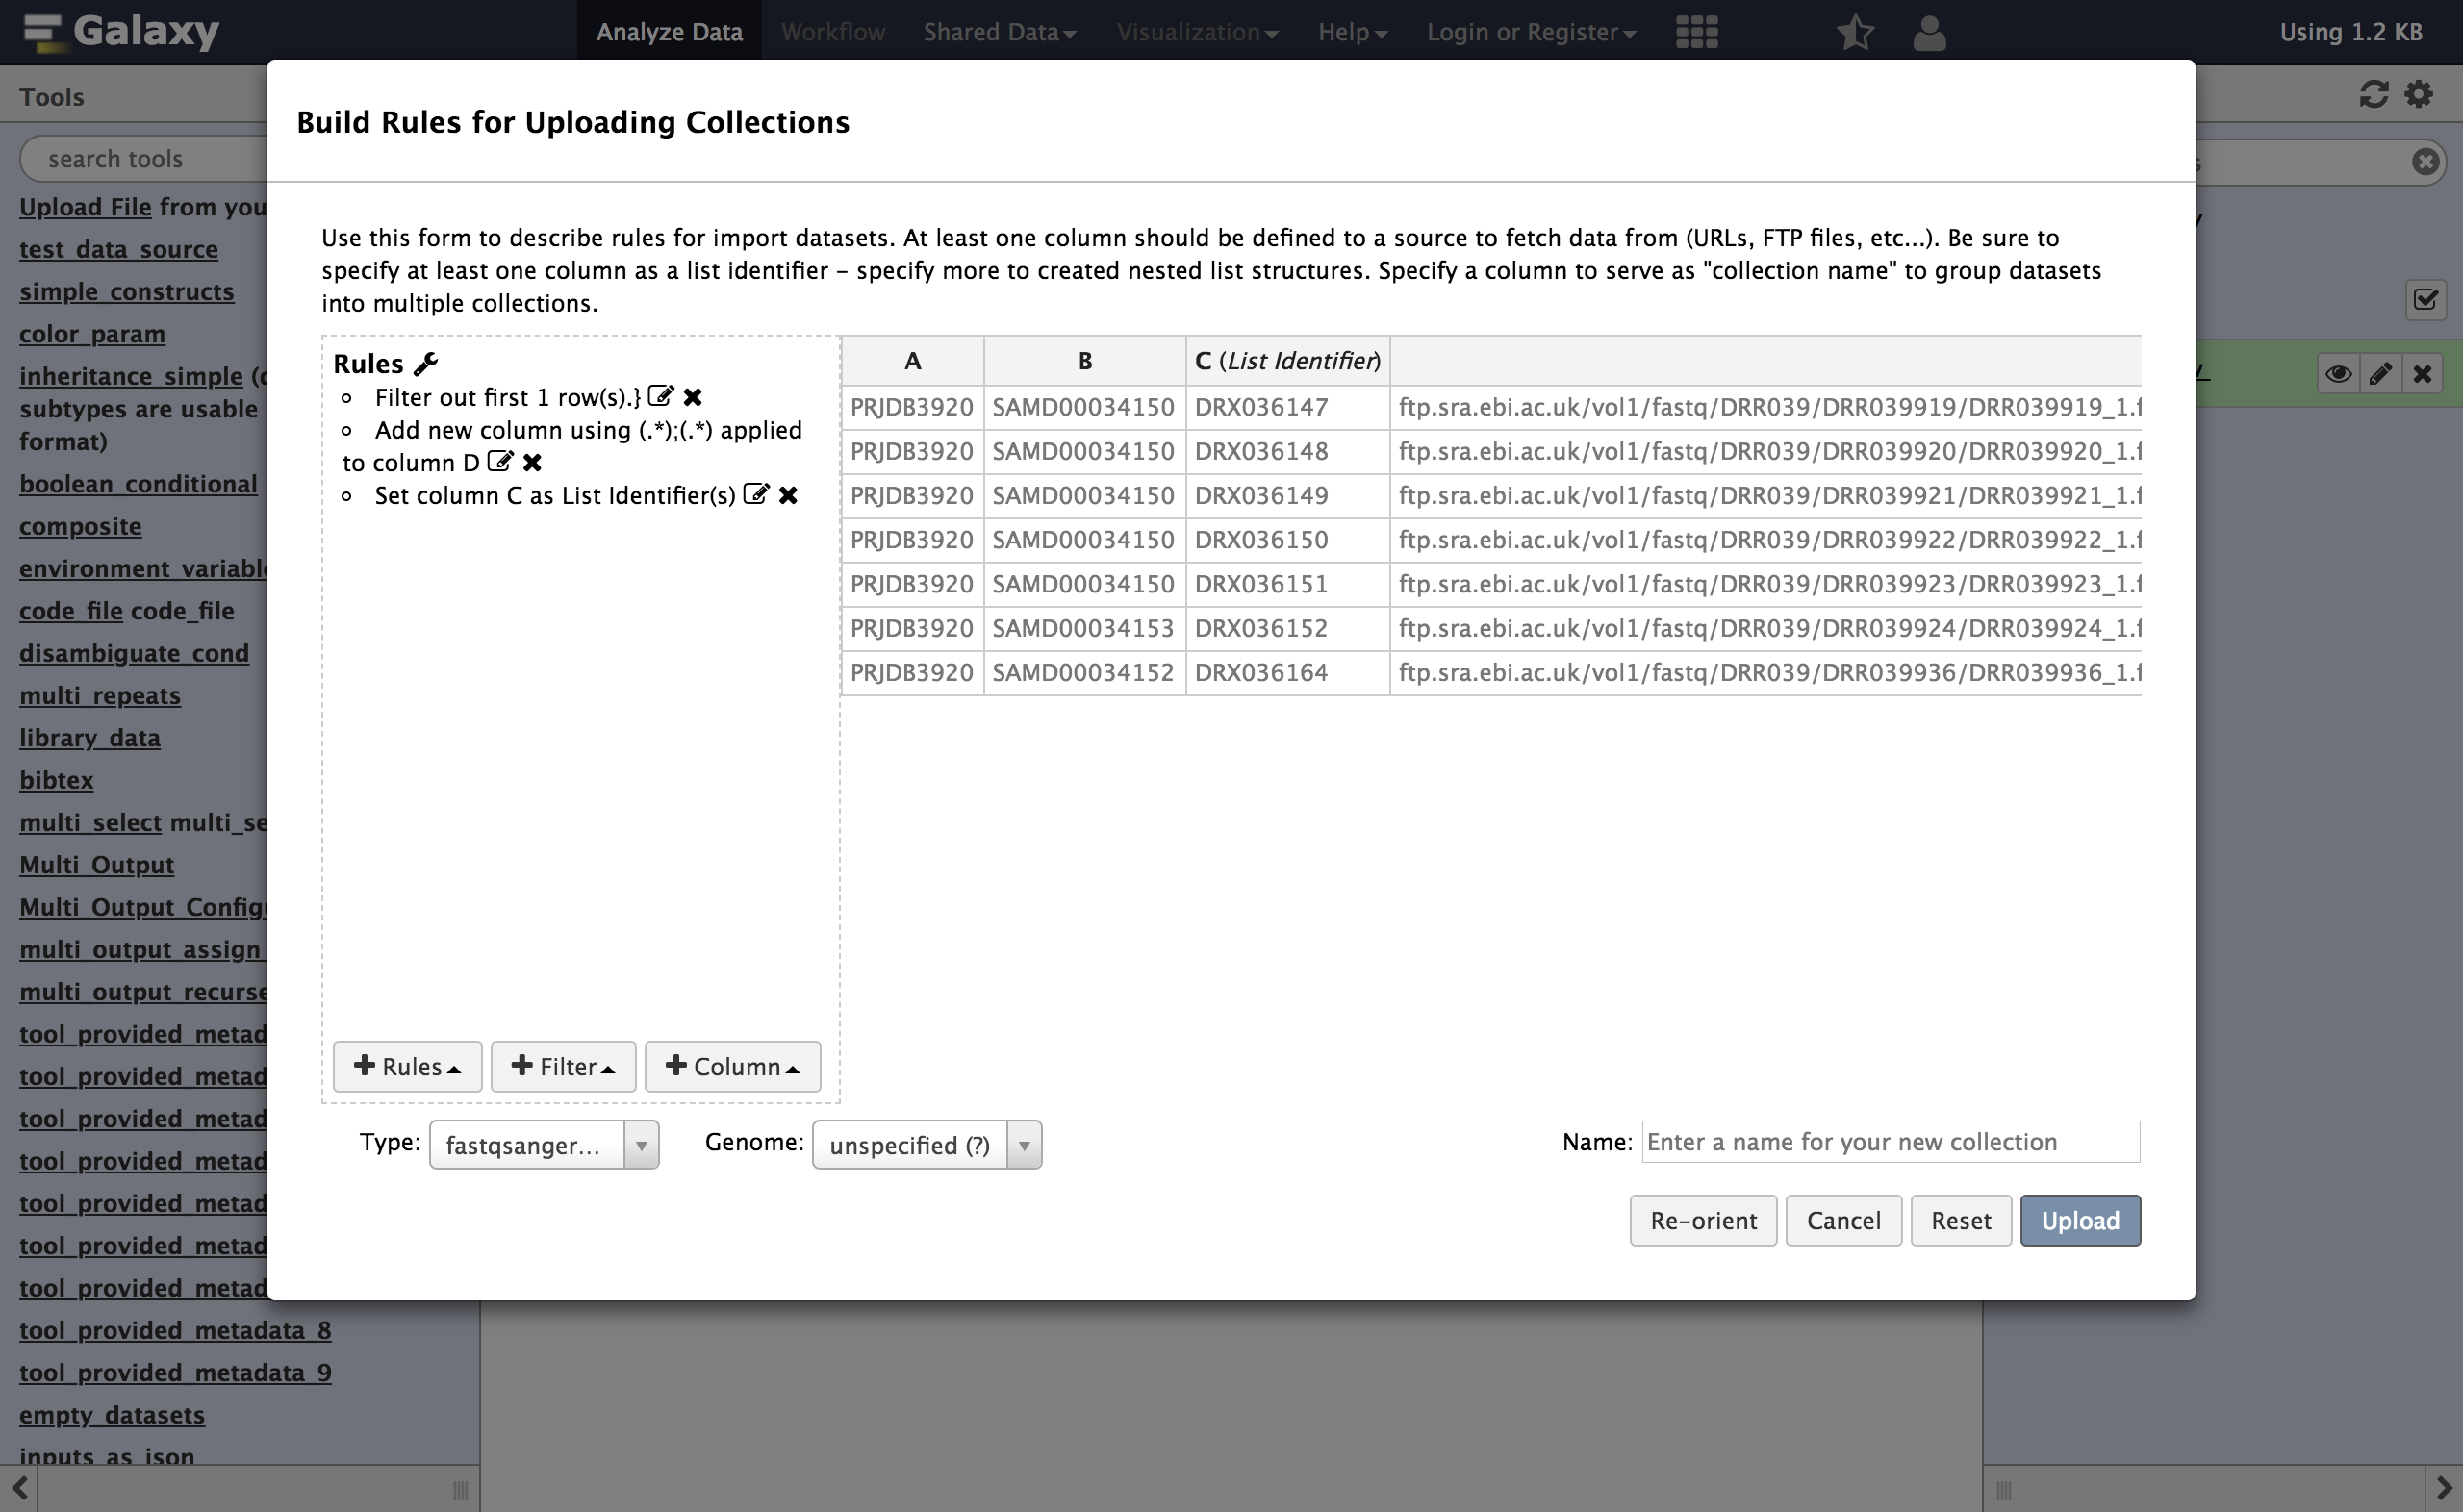 Galaxy
Analyze Data
Workflow
Shared Data
Visualization
Help
Login or Register
Using 1.2 KB
Tools
search tools
Upload File from you
test_data_source
simple_constructs
color_param
inheritance_simple (
subtypes are usable
format)
boolean_conditional
composite
environment_variabl
code_file code_file
disambiguate_cond
multi_repeats
library_data
bibtex
multi_select multi_se
Multi_Output
Multi_Output_Config
multi_output_assign_
multi_output_recurse
tool_provided_metad
tool_provided_metad
tool_provided_metad
tool_provided_metad
tool_provided_metad
tool_provided_metad
tool_provided_metad
tool_provided_metadata_8
tool_provided_metadata_9
empty_datasets
inputs_as_json
Build Rules for Uploading Collections
Use this form to describe rules for import datasets. At least one column should be defined to a source to fetch data from (URLs, FTP files, etc...). Be sure to
specify at least one column as a list identifier – specify more to created nested list structures. Specify a column to serve as "collection name" to group datasets
into multiple collections.
Rules
Filter out first 1 row(s).}
Add new column using (.*);(.*) applied
to column D
Set column C as List Identifier(s)
A B C (List Identifier)
PRJDB3920 SAMD00034150 DRX036147 ftp.sra.ebi.ac.uk/vol1/fastq/DRR039/DRR039919/DRR039919_1.f
PRJDB3920 SAMD00034150 DRX036148 ftp.sra.ebi.ac.uk/vol1/fastq/DRR039/DRR039920/DRR039920_1.f
PRJDB3920 SAMD00034150 DRX036149 ftp.sra.ebi.ac.uk/vol1/fastq/DRR039/DRR039921/DRR039921_1.f
PRJDB3920 SAMD00034150 DRX036150 ftp.sra.ebi.ac.uk/vol1/fastq/DRR039/DRR039922/DRR039922_1.f
PRJDB3920 SAMD00034150 DRX036151 ftp.sra.ebi.ac.uk/vol1/fastq/DRR039/DRR039923/DRR039923_1.f
PRJDB3920 SAMD00034153 DRX036152 ftp.sra.ebi.ac.uk/vol1/fastq/DRR039/DRR039924/DRR039924_1.f
PRJDB3920 SAMD00034152 DRX036164 ftp.sra.ebi.ac.uk/vol1/fastq/DRR039/DRR039936/DRR039936_1.f
Rules
Filter
Column
Type: fastqsanger...
Genome: unspecified (?)
Name: Enter a name for your new collection
Re-orient
Cancel
Reset
Upload